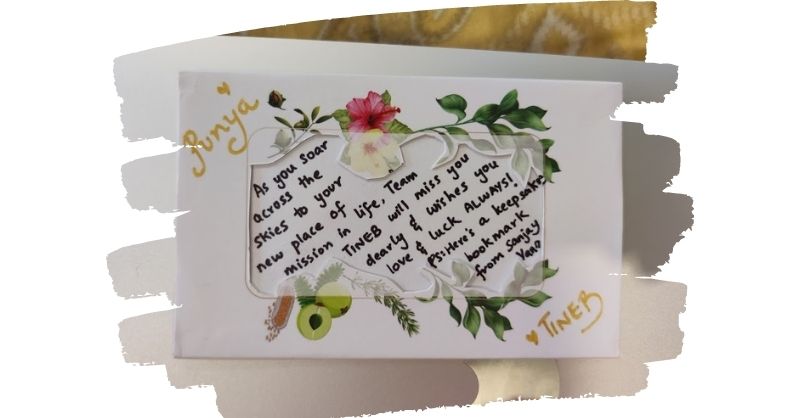 Punya
As you soar
across the
skies to your
new place of
mission in life, Team
TINEB will miss you
dearly & wishes you
love & luck ALWAYS!
PS: Here's a keepsake
bookmark
from Sanjay
TINEB